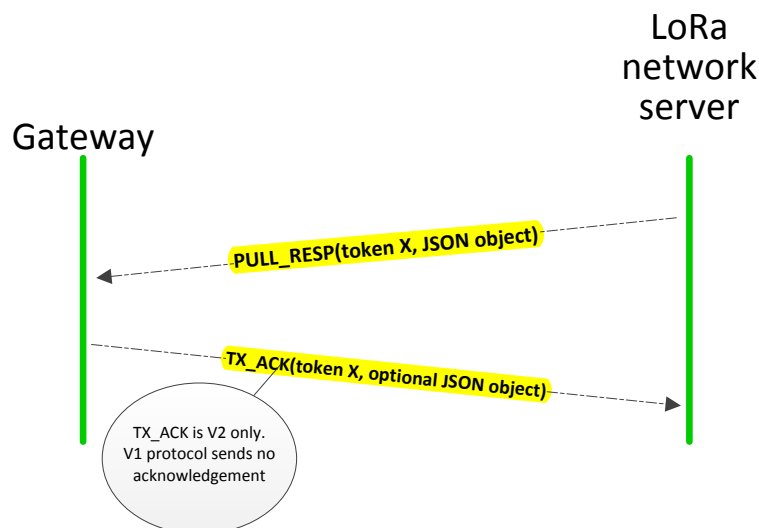 LoRa
network
server
Gateway
PULL_RESP(token X, JSON object)
TX_ACK(token X, optional JSON object)
TX_ACK is V2 only.
V1 protocol sends no
acknowledgement